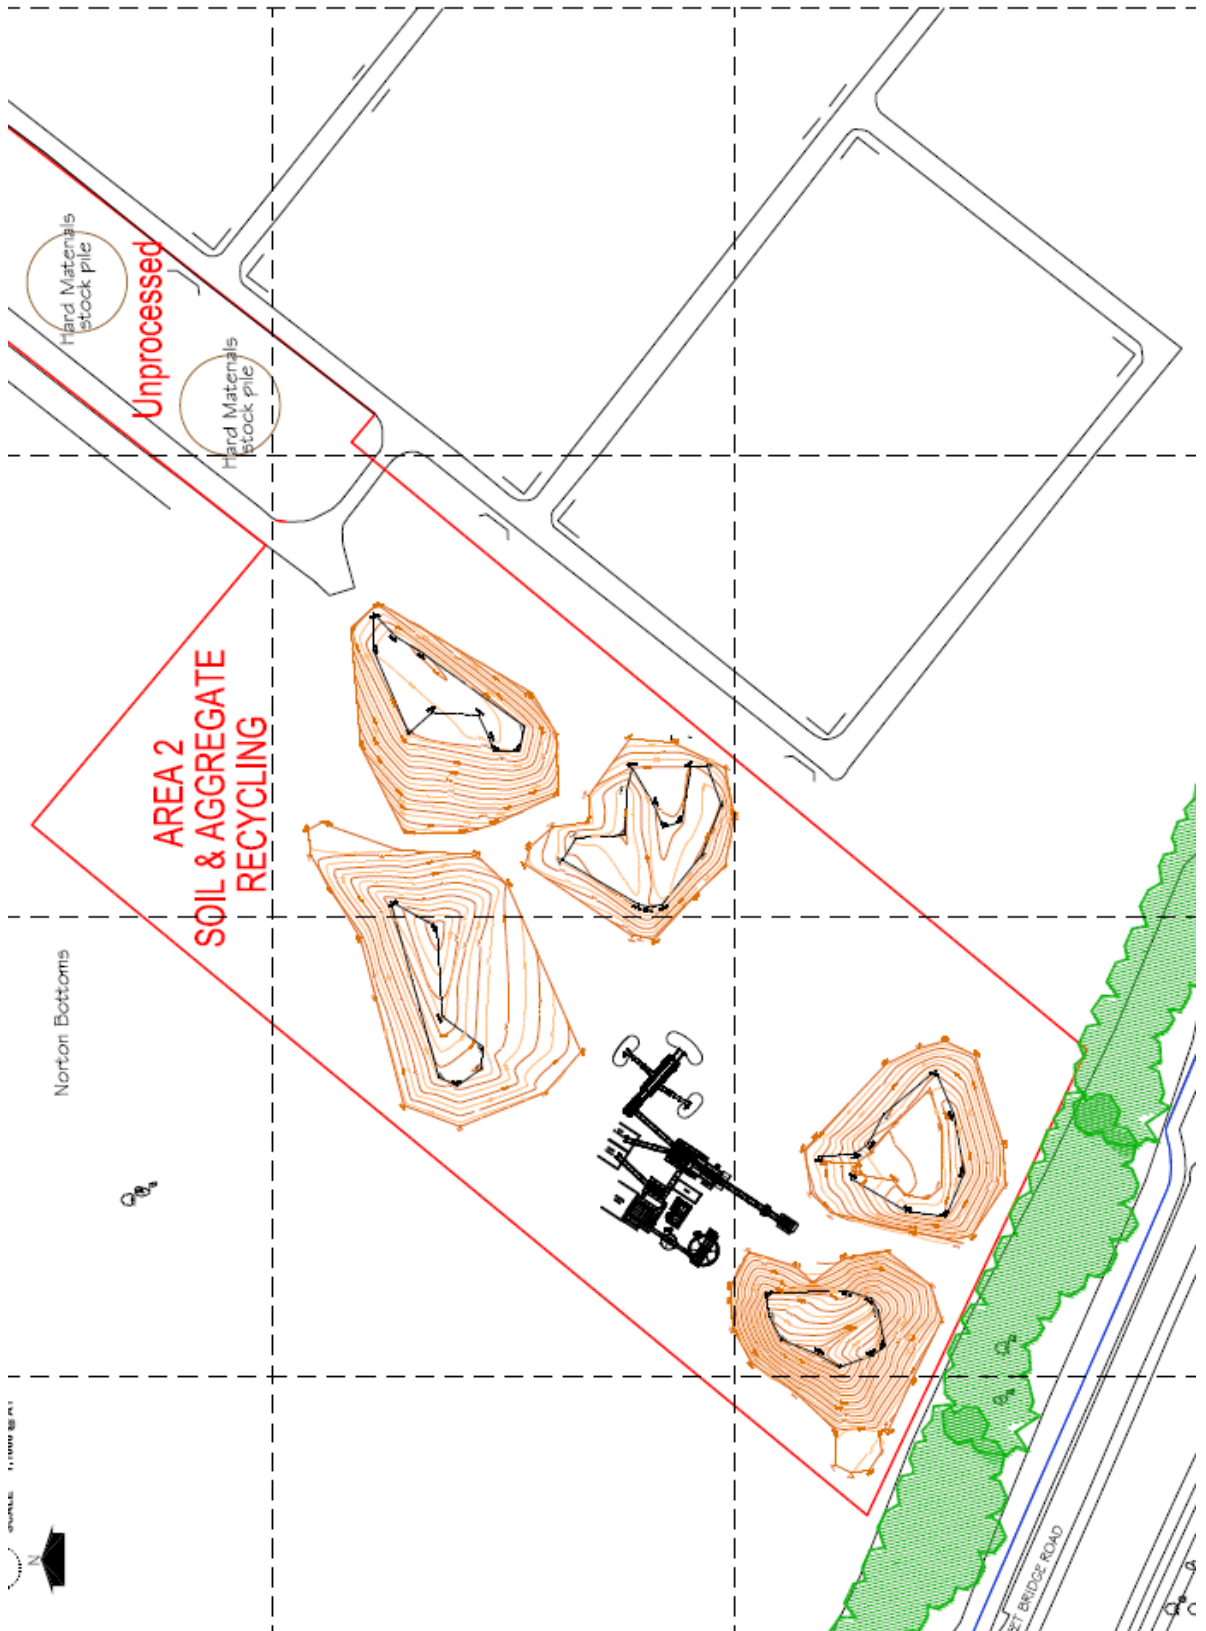 Hard Materials
stock pile
Unprocessed
Hard Materials
stock pile
AREA 2
SOIL & AGGREGATE
RECYCLING
Norton Bottoms
N
BRIDGE ROAD